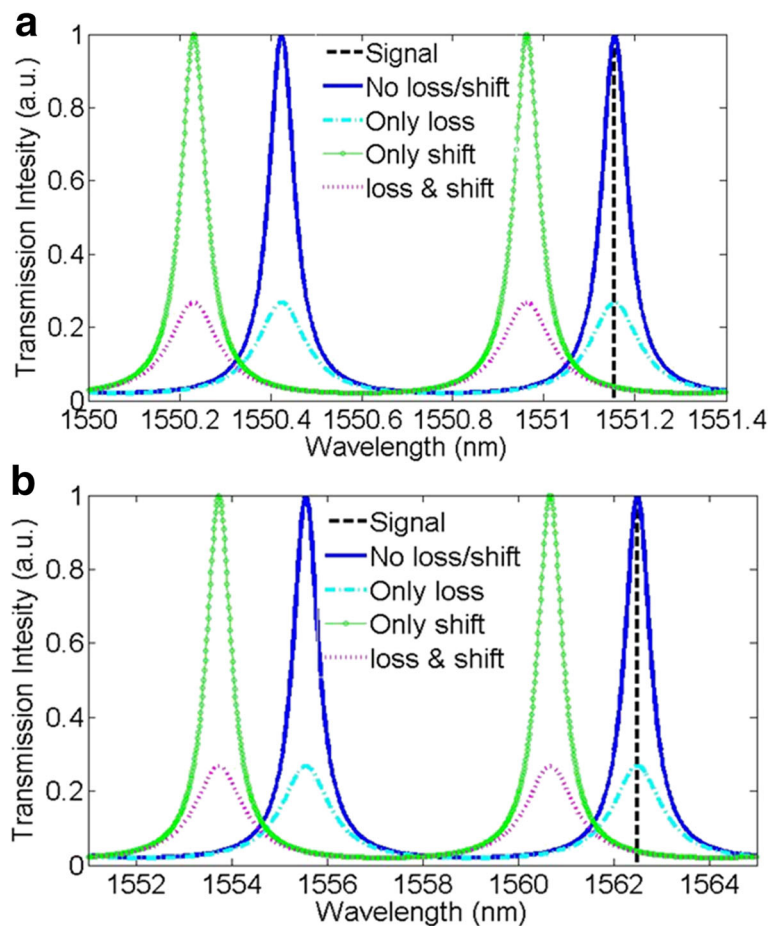 a
1
0.8
0.6
0.4
0.2
0
Transmission Intesity (a.u.)
Signal
No loss/shift
Only loss
Only shift
loss & shift
1550 1550.2 1550.4 1550.6 1550.8 1551 1551.2 1551.4
Wavelength (nm)
b
1
0.8
0.6
0.4
0.2
0
Transmission Intesity (a.u.)
Signal
No loss/shift
Only loss
Only shift
loss & shift
1552 1554 1556 1558 1560 1562 1564
Wavelength (nm)